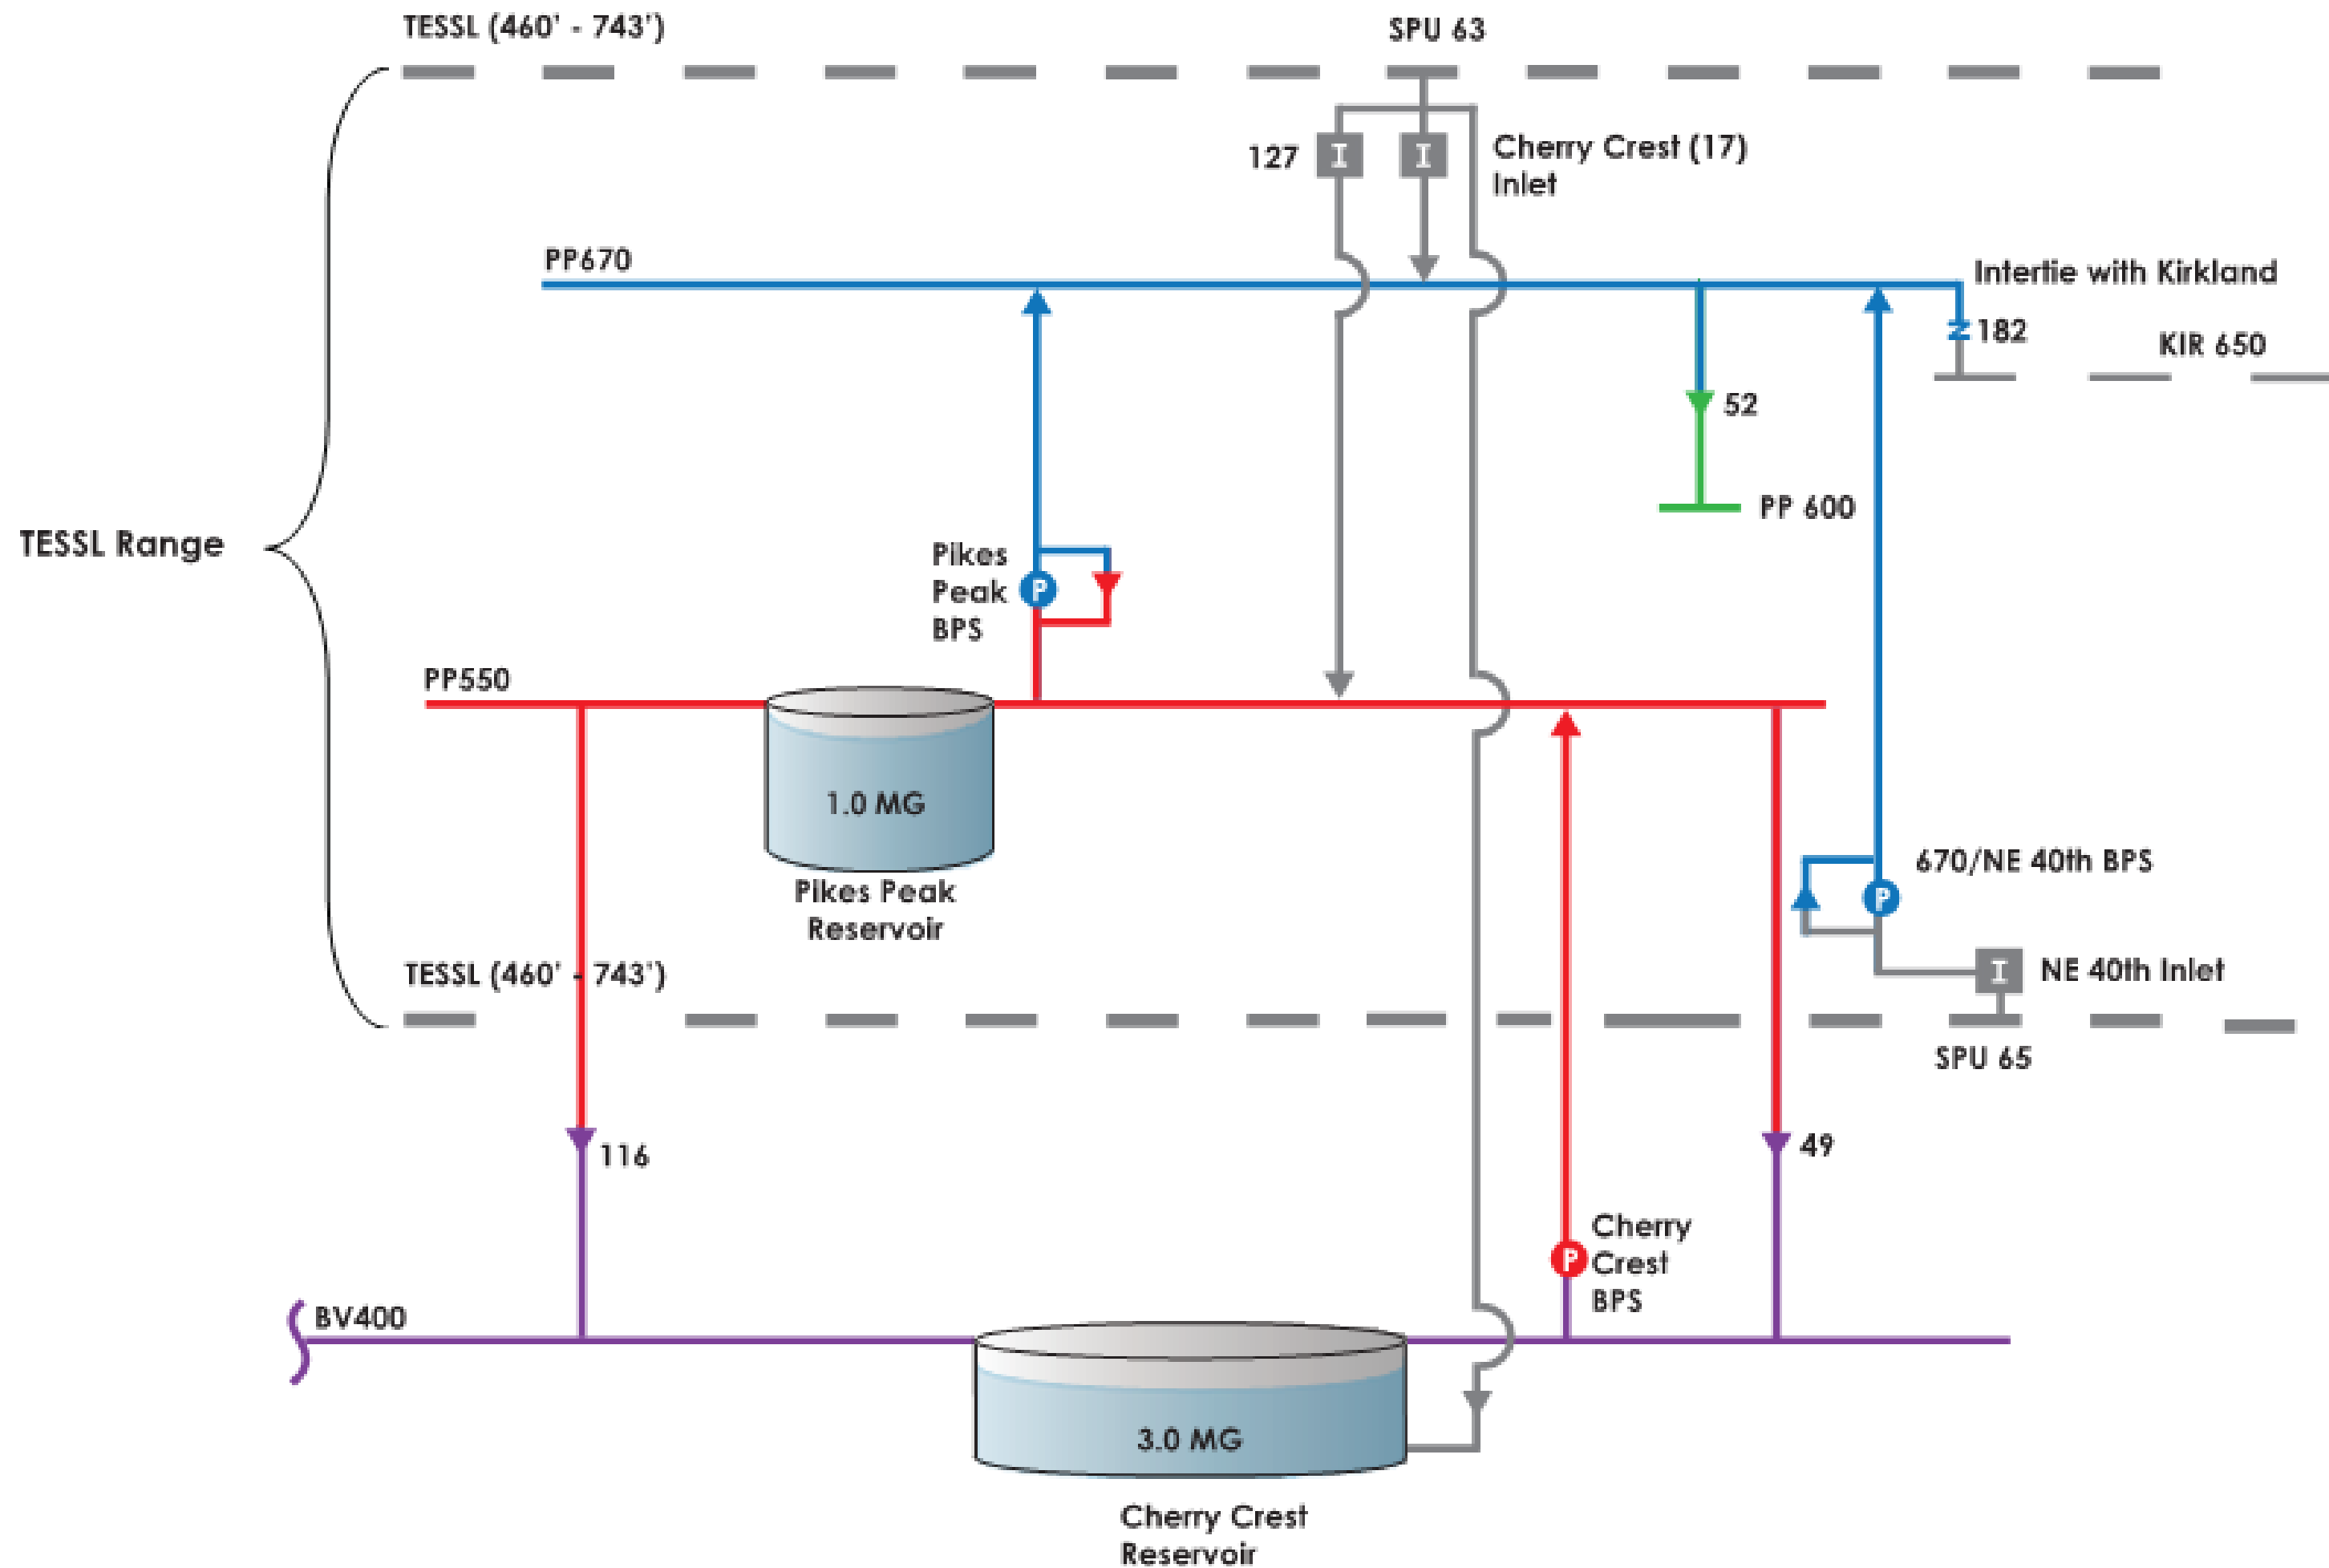 TESSL (460' - 743')
SPU 63
127
I
I
Cherry Crest (17)
Inlet
PP670
Intertie with Kirkland
182
KIR 650
52
PP 600
TESSL Range
Pikes
Peak
BPS
P
PP550
1.0 MG
Pikes Peak
Reservoir
670/NE 40th BPS
P
TESSL (460' - 743')
I
NE 40th Inlet
SPU 65
116
49
Cherry
Crest
BPS
P
BV400
3.0 MG
Cherry Crest
Reservoir